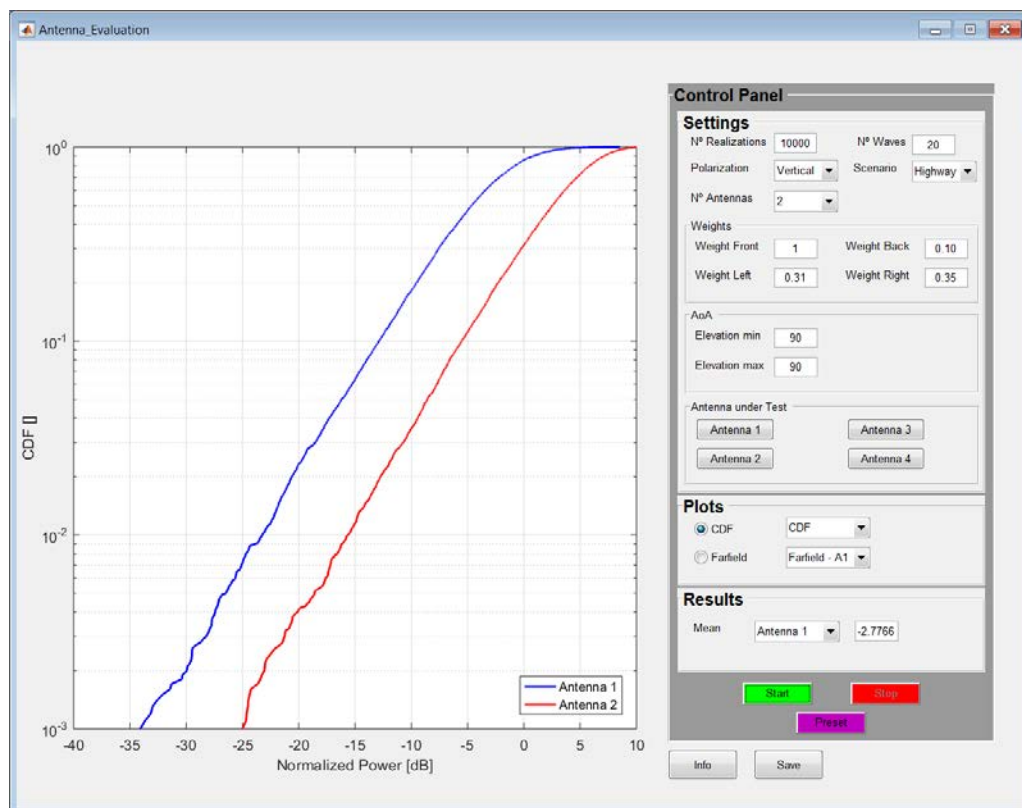 Antenna_Evaluation
10^0
10^-1
10^-2
10^-3
CDF []
-40 -35 -30 -25 -20 -15 -10 -5 0 5 10
Normalized Power [dB]
Antenna 1
Antenna 2
Control Panel
Settings
Nº Realizations 10000 Nº Waves 20
Polarization Vertical Scenario Highway
Nº Antennas 2
Weights
Weight Front 1 Weight Back 0.10
Weight Left 0.31 Weight Right 0.35
AoA
Elevation min 90
Elevation max 90
Antenna under Test
Antenna 1 Antenna 3
Antenna 2 Antenna 4
Plots
CDF CDF
Farfield Farfield - A1
Results
Mean Antenna 1 -2.7766
Start Stop
Preset
Info Save